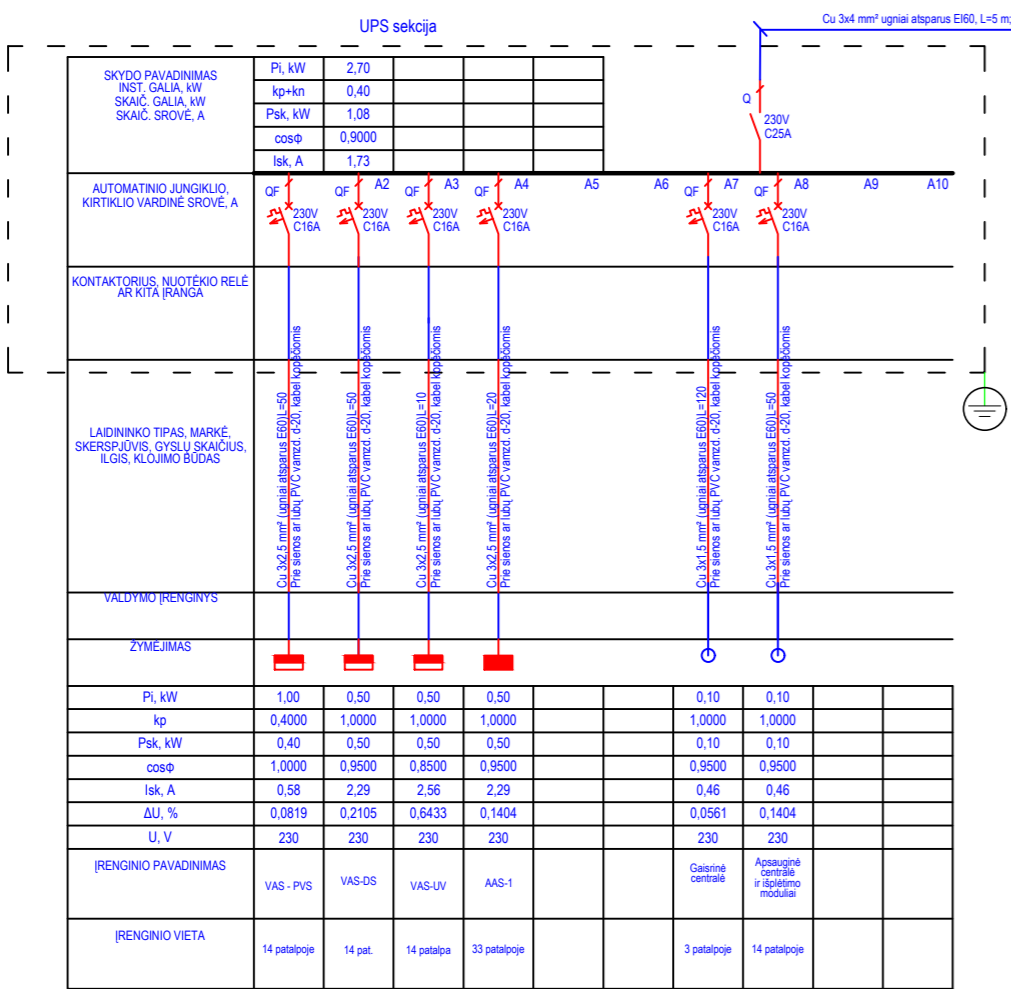 UPS sekcija
Cu 3x4 mm² ugniai atsparus EI60, L=5 m;
SKYDO PAVADINIMAS
INST. GALIA, kW
SKAIČ. GALIA, kW
SKAIČ. SROVĖ, A
Pi, kW 2,70
kp+kn 0,40
Psk, kW 1,08
cosΦ 0,9000
Isk, A 1,73
Q
230V
C25A
AUTOMATINIO JUNGIKLIO,
KIRTIKLIO VARDINĖ SROVĖ, A
QF
230V
C16A
QF A2
230V
C16A
QF A3
230V
C16A
QF A4
230V
C16A
A5
A6
QF A7
230V
C16A
QF A8
230V
C16A
A9
A10
KONTAKTORIUS, NUOTĖKIO RELĖ
AR KITA ĮRANGA
LAIDININKO TIPAS, MARKĖ,
SKERSPJŪVIS, GYSLŲ SKAIČIUS,
ILGIS, KLOJIMO BŪDAS
Cu 3x2,5 mm² (ugniai atsparus E60)L=50
Prie sienos ar lubų PVC vamzd. d-20, kabel kopėčiomis
Cu 3x2,5 mm² (ugniai atsparus E60)L=50
Prie sienos ar lubų PVC vamzd. d-20, kabel kopėčiomis
Cu 3x2,5 mm² (ugniai atsparus E60)L=10
Prie sienos ar lubų PVC vamzd. d-20, kabel kopėčiomis
Cu 3x2,5 mm² (ugniai atsparus E60)L=20
Prie sienos ar lubų PVC vamzd. d-20, kabel kopėčiomis
Cu 3x1,5 mm² (ugniai atsparus E60)L=120
Prie sienos ar lubų PVC vamzd. d-20, kabel kopėčiomis
Cu 3x1,5 mm² (ugniai atsparus E60)L=50
Prie sienos ar lubų PVC vamzd. d-20, kabel kopėčiomis
VALDYMO ĮRENGINYS
ŽYMĖJIMAS
Pi, kW 1,00 0,50 0,50 0,50 0,10 0,10
kp 0,4000 1,0000 1,0000 1,0000 1,0000 1,0000
Psk, kW 0,40 0,50 0,50 0,50 0,10 0,10
cosΦ 1,0000 0,9500 0,8500 0,9500 0,9500 0,9500
Isk, A 0,58 2,29 2,56 2,29 0,46 0,46
ΔU, % 0,0819 0,2105 0,6433 0,1404 0,0561 0,1404
U, V 230 230 230 230 230 230
ĮRENGINIO PAVADINIMAS
VAS - PVS
VAS-DS
VAS-UV
AAS-1
Gaisrinė
centralė
Apsauginė
centralė
ir išplėtimo
moduliai
ĮRENGINIO VIETA
14 patalpoje
14 pat.
14 patalpa
33 patalpoje
3 patalpoje
14 patalpoje